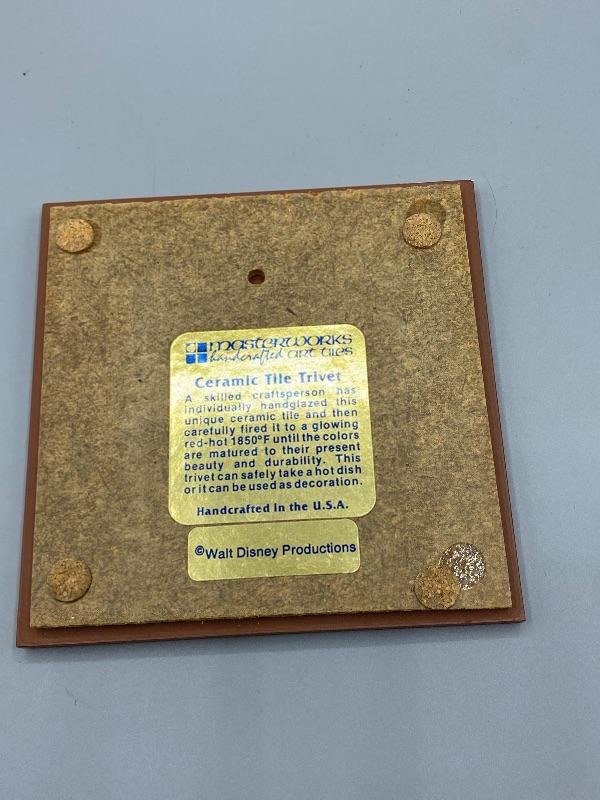 masterworks
handcrafted art tiles
Ceramic Tile Trivet
A skilled craftsperson has
individually handglazed this
unique ceramic tile and then
carefully fired it to a glowing
red-hot 1850°F until the colors
are matured to their present
beauty and durability. This
trivet can safely take a hot dish
or it can be used as decoration.
Handcrafted in the U.S.A.
©Walt Disney Productions